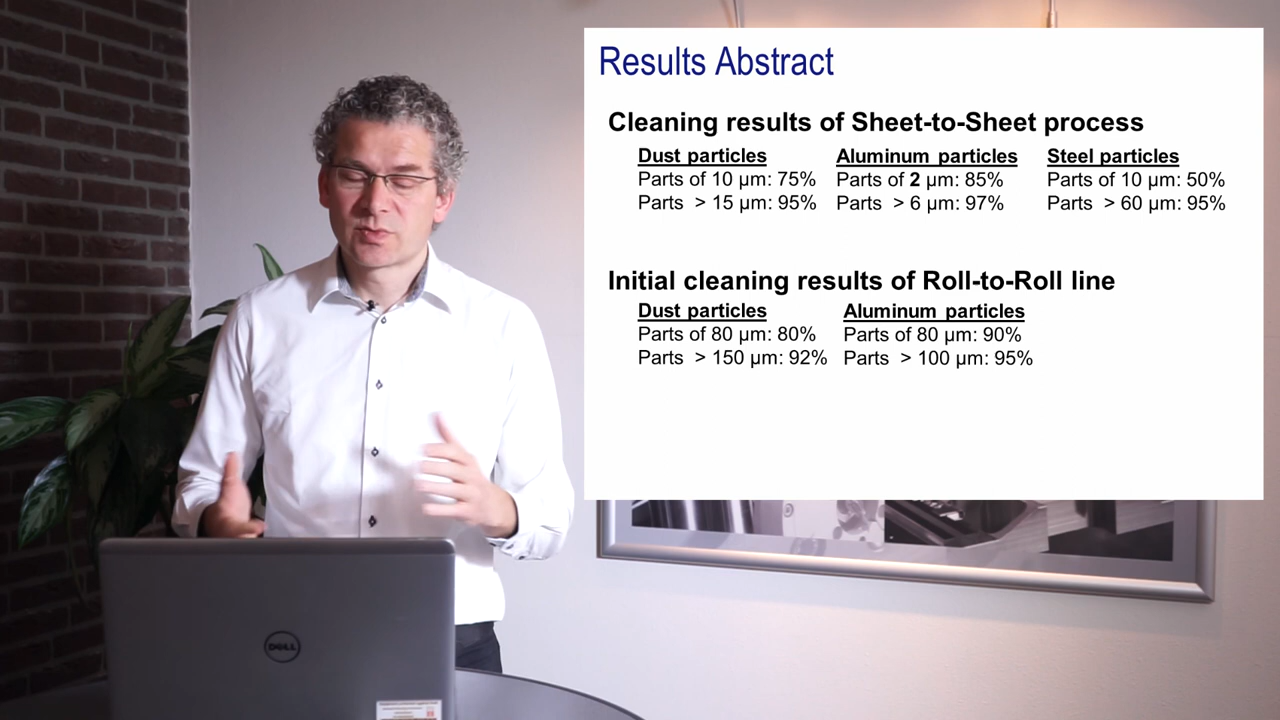 Results Abstract
Cleaning results of Sheet-to-Sheet process
Dust particles Aluminum particles Steel particles
Parts of 10 µm: 75% Parts of 2 µm: 85% Parts of 10 µm: 50%
Parts > 15 µm: 95% Parts > 6 µm: 97% Parts > 60 µm: 95%
Initial cleaning results of Roll-to-Roll line
Dust particles Aluminum particles
Parts of 80 µm: 80% Parts of 80 µm: 90%
Parts > 150 µm: 92% Parts > 100 µm: 95%
DELL